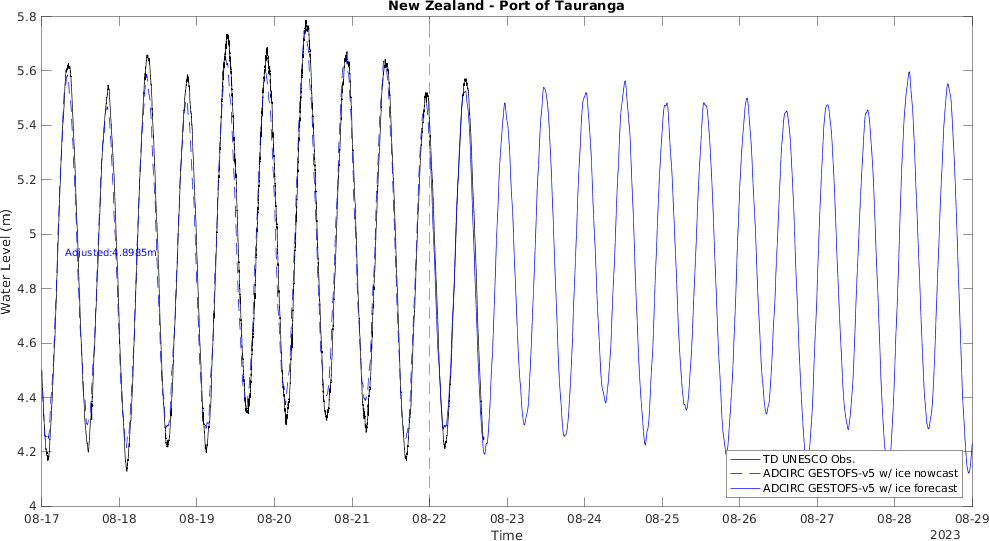 New Zealand - Port of Tauranga
5.8
5.6
5.4
5.2
5
4.8
4.6
4.4
4.2
4
Water Level (m)
Adjusted:4.8985m
TD UNESCO Obs.
ADCIRC GESTOFS-v5 w/ ice nowcast
ADCIRC GESTOFS-v5 w/ ice forecast
08-17 08-18 08-19 08-20 08-21 08-22 08-23 08-24 08-25 08-26 08-27 08-28 08-29
Time
2023